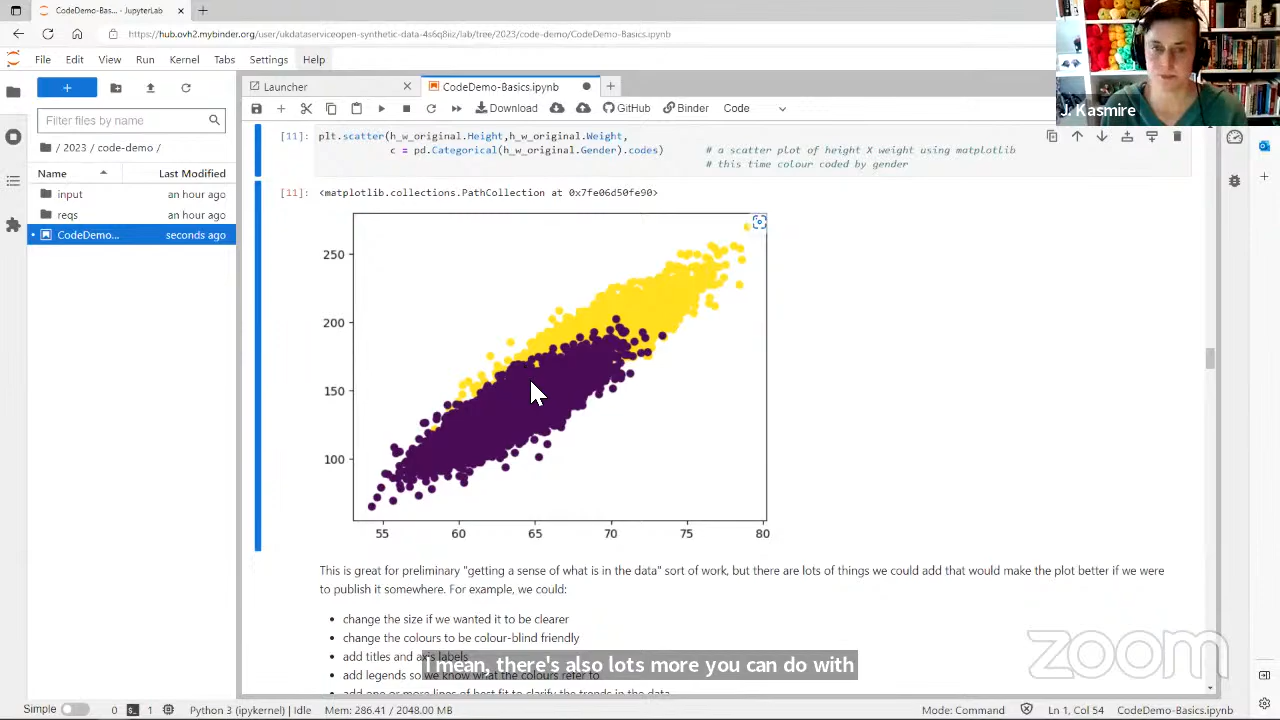 CodeDemo-Bas... - JupyterLab
https://hub.ovh2.mybinder.org/user/ukdataserviceopen-synthetic-data-4s6q8iiz/lab/tree/2023/code-demo/CodeDemo-Basics.ipynb
File Edit View Run Kernel Tabs Settings Help
Launcher
CodeDemo-Basics.ipynb
Download GitHub Binder Code
J. Kasmire
Filter files by name
/ 2023 / code-demo /
Name Last Modified
input an hour ago
reqs an hour ago
CodeDemo... seconds ago
[11]: plt.scatter(h_w_original.Height,h_w_original.Weight,
c = pd.Categorical(h_w_original.Gender).codes) # a scatter plot of height X weight using matplotlib
# this time colour coded by gender
[11]: <matplotlib.collections.PathCollection at 0x7fe06d50fe90>
250
200
150
100
55 60 65 70 75 80
This is great for preliminary "getting a sense of what is in the data" sort of work, but there are lots of things we could add that would make the plot better if we were
to publish it somewhere. For example, we could:
change the size if we wanted it to be clearer
change the colours to be colour-blind friendly
add titles and axis labels
I mean, there's also lots more you can do with
add legends so we know what the colours refer to
zoom
Simple 0 1 Python 3 (ipykernel) | Idle Mem: 286.41 / 2048.00 MB Mode: Command Ln 1, Col 54 CodeDemo-Basics.ipynb